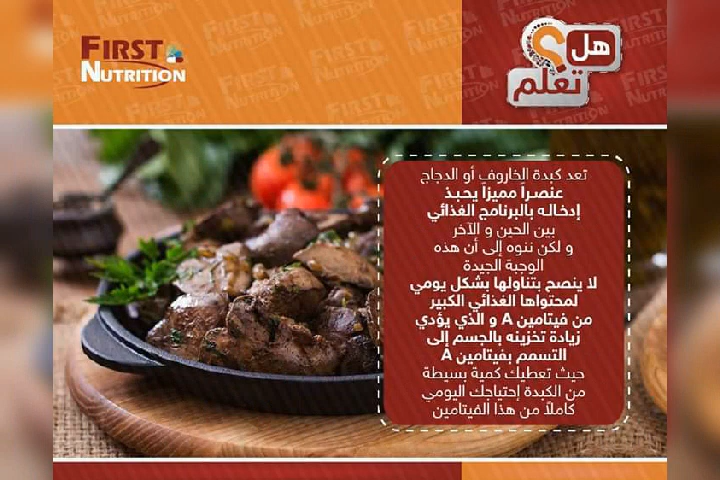 FIRST
NUTRITION
هل
تعلم
؟
تعد كبدة الخاروف أو الدجاج
عنصراً مميزاً يحبذ
إدخاله بالبرنامج الغذائي
بين الحين و الآخر
و لكن ننوه إلى أن هذه
الوجبة الجيدة
لا ينصح بتناولها بشكل يومي
لمحتواها الغذائي الكبير
من فيتامين A و الذي يؤدي
زيادة تخزينه بالجسم إلى
التسمم بفيتامين A
حيث تعطيك كمية بسيطة
من الكبدة إحتياجك اليومي
كاملاً من هذا الفيتامين